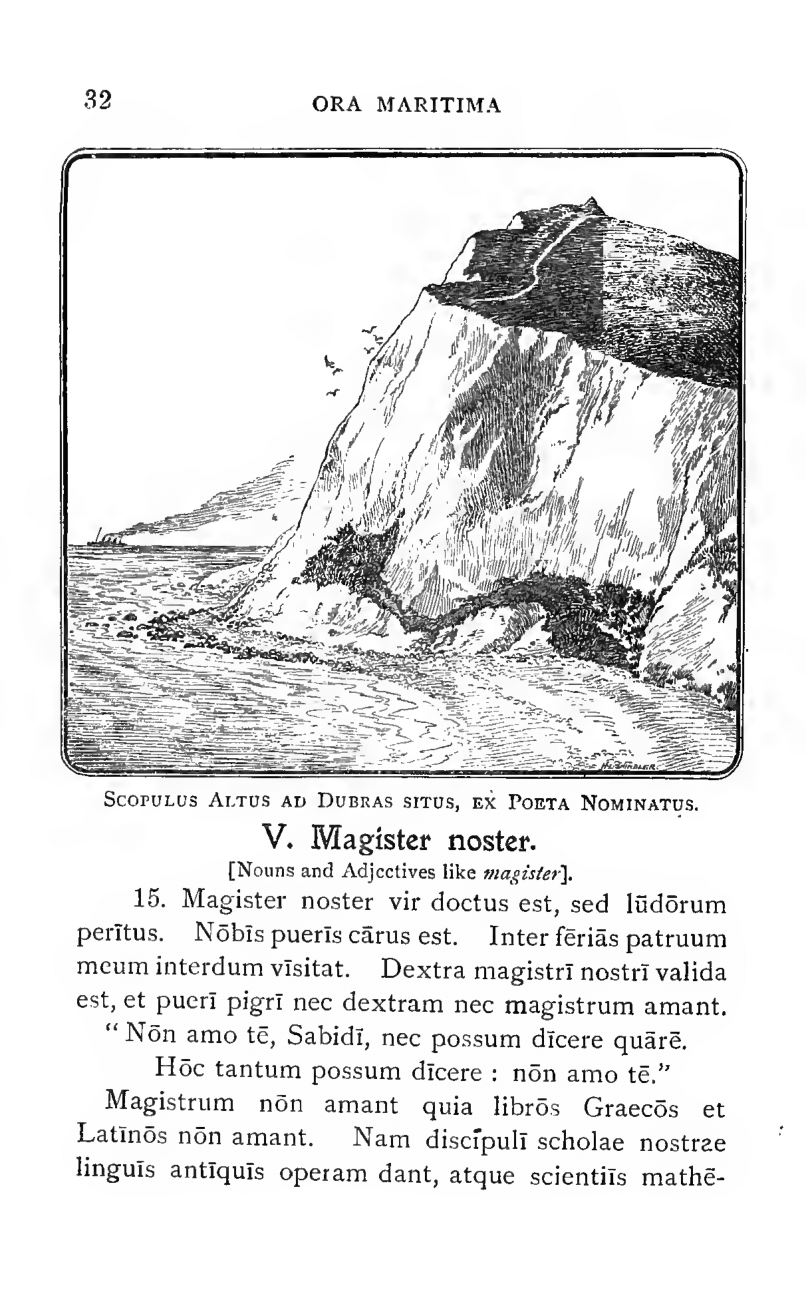 32
ORA MARITIMA
SCOPULUS ALTUS AD DUBRAS SITUS, EX POETA NOMINATUS.
V. Magister noster.
[Nouns and Adjectives like magister].
15. Magister noster vir doctus est, sed lūdōrum
perītus. Nōbīs puerīs cārus est. Inter fēriās patruum
meum interdum vīsitat. Dextra magistrī nostrī valida
est, et puerī pigrī nec dextram nec magistrum amant.
“ Nōn amo tē, Sabidī, nec possum dīcere quārē.
Hōc tantum possum dīcere : nōn amo tē.”
Magistrum nōn amant quia librōs Graecōs et
Latīnōs nōn amant. Nam discipulī scholae nostrae
linguīs antīquīs operam dant, atque scientiīs mathē-